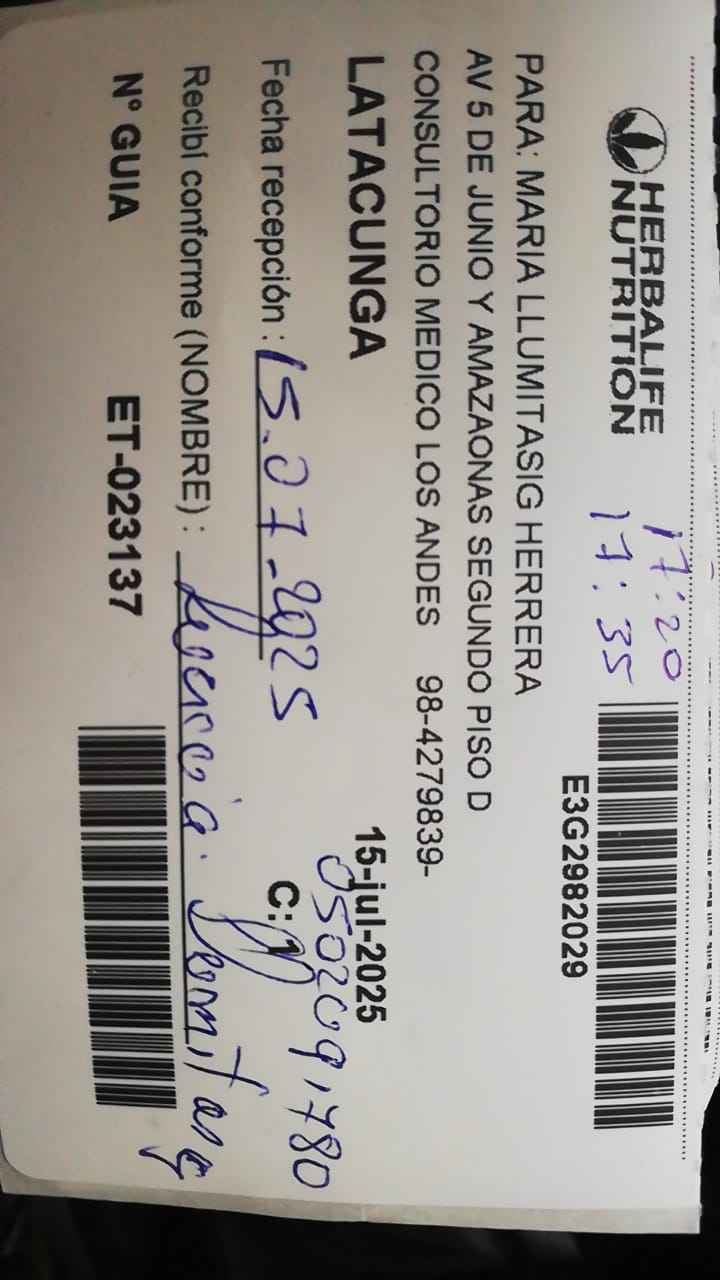 HERBALIFE
NUTRITION
17:20
17:35
E3G2982029
PARA: MARIA LLUMITASIG HERRERA
AV 5 DE JUNIO Y AMAZAONAS SEGUNDO PISO D
CONSULTORIO MEDICO LOS ANDES 98-4279839-
LATACUNGA 15-jul-2025
Fecha recepción : 15.07-2025 C: 1
Recibí conforme (NOMBRE) :
N° GUIA ET-023137